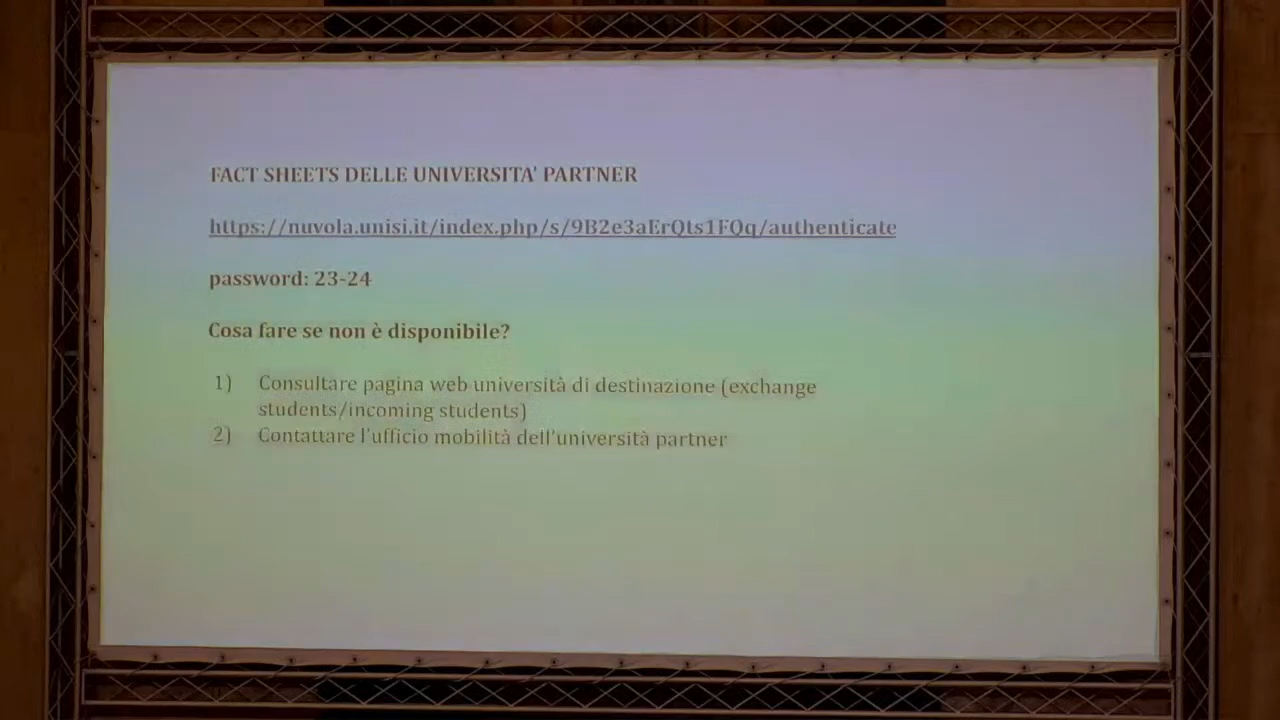 FACT SHEETS DELLE UNIVERSITA' PARTNER
https://nuvola.unisi.it/index.php/s/9B2e3aErQts1FQq/authenticate
password: 23-24
Cosa fare se non è disponibile?
1) Consultare pagina web università di destinazione (exchange
students/incoming students)
2) Contattare l'ufficio mobilità dell'università partner